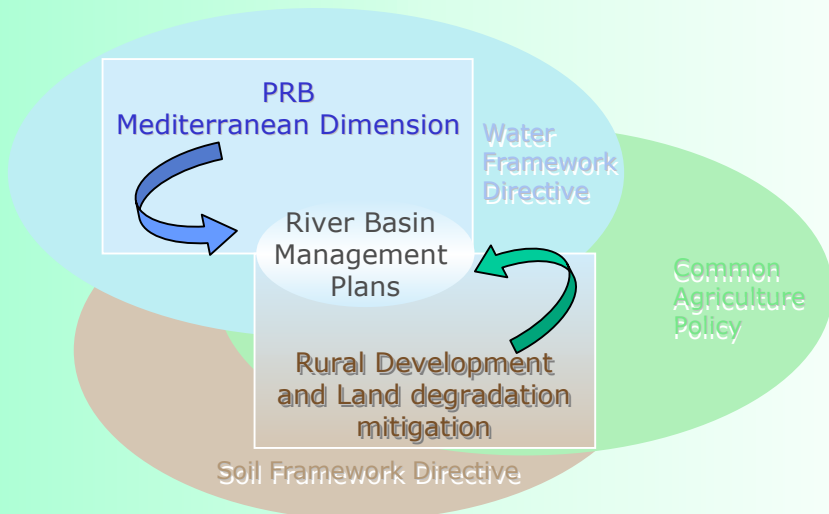 PRB
Mediterranean Dimension
Water
Framework
Directive
River Basin
Management
Plans
Common
Agriculture
Policy
Rural Development
and Land degradation
mitigation
Soil Framework Directive